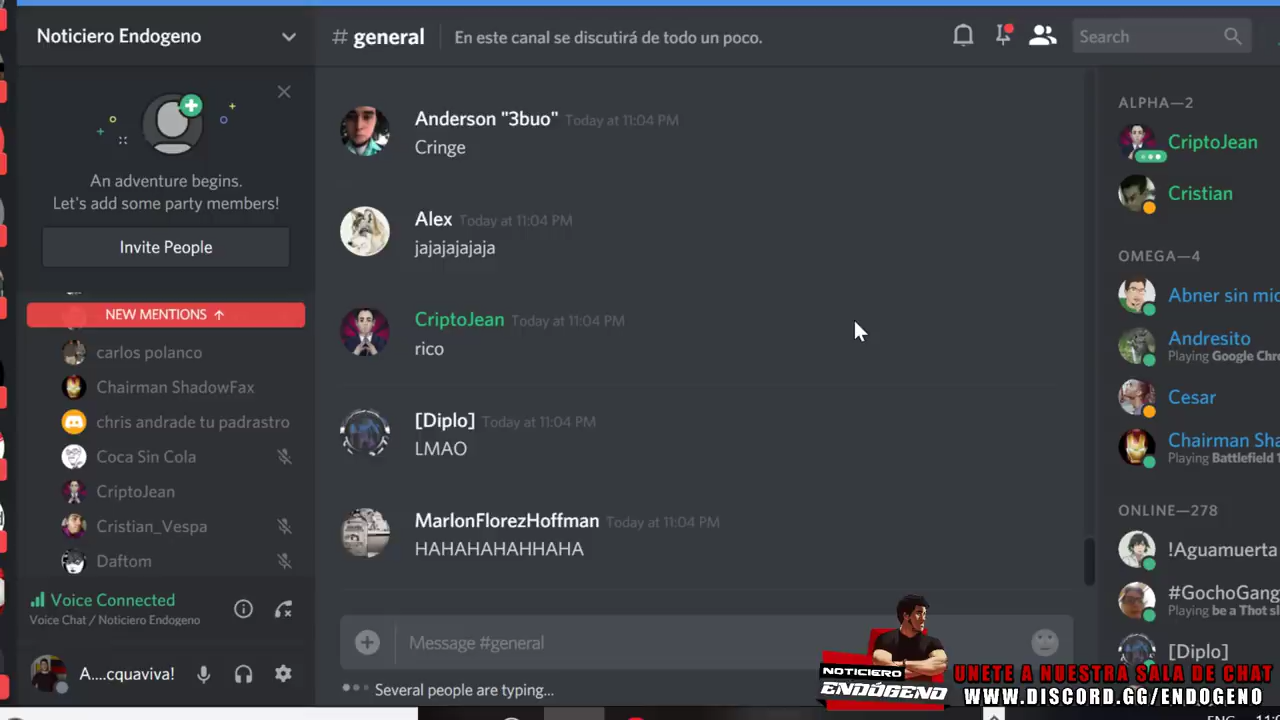 Noticiero Endogeno
# general
En este canal se discutirá de todo un poco.
Search
An adventure begins.
Let's add some party members!
Invite People
NEW MENTIONS ↑
carlos polanco
Chairman ShadowFax
chris andrade tu padrastro
Coca Sin Cola
CriptoJean
Cristian_Vespa
Daftom
Voice Connected
Voice Chat / Noticiero Endogeno
A....cquaviva!
Anderson "3buo" Today at 11:04 PM
Cringe
Alex Today at 11:04 PM
jajajajajaja
CriptoJean Today at 11:04 PM
rico
[Diplo] Today at 11:04 PM
LMAO
MarlonFlorezHoffman Today at 11:04 PM
HAHAHAHAHHAHA
Message #general
Several people are typing...
ALPHA—2
CriptoJean
Cristian
OMEGA—4
Abner sin mic
Andresito
Playing Google Chro
Cesar
Chairman Sha
Playing Battlefield 1
ONLINE—278
!Aguamuerta
#GochoGang
Playing be a Thot sl
[Diplo]
NOTICIERO
ENDÓGENO
UNETE A NUESTRA SALA DE CHAT
WWW.DISCORD.GG/ENDOGENO
ENG